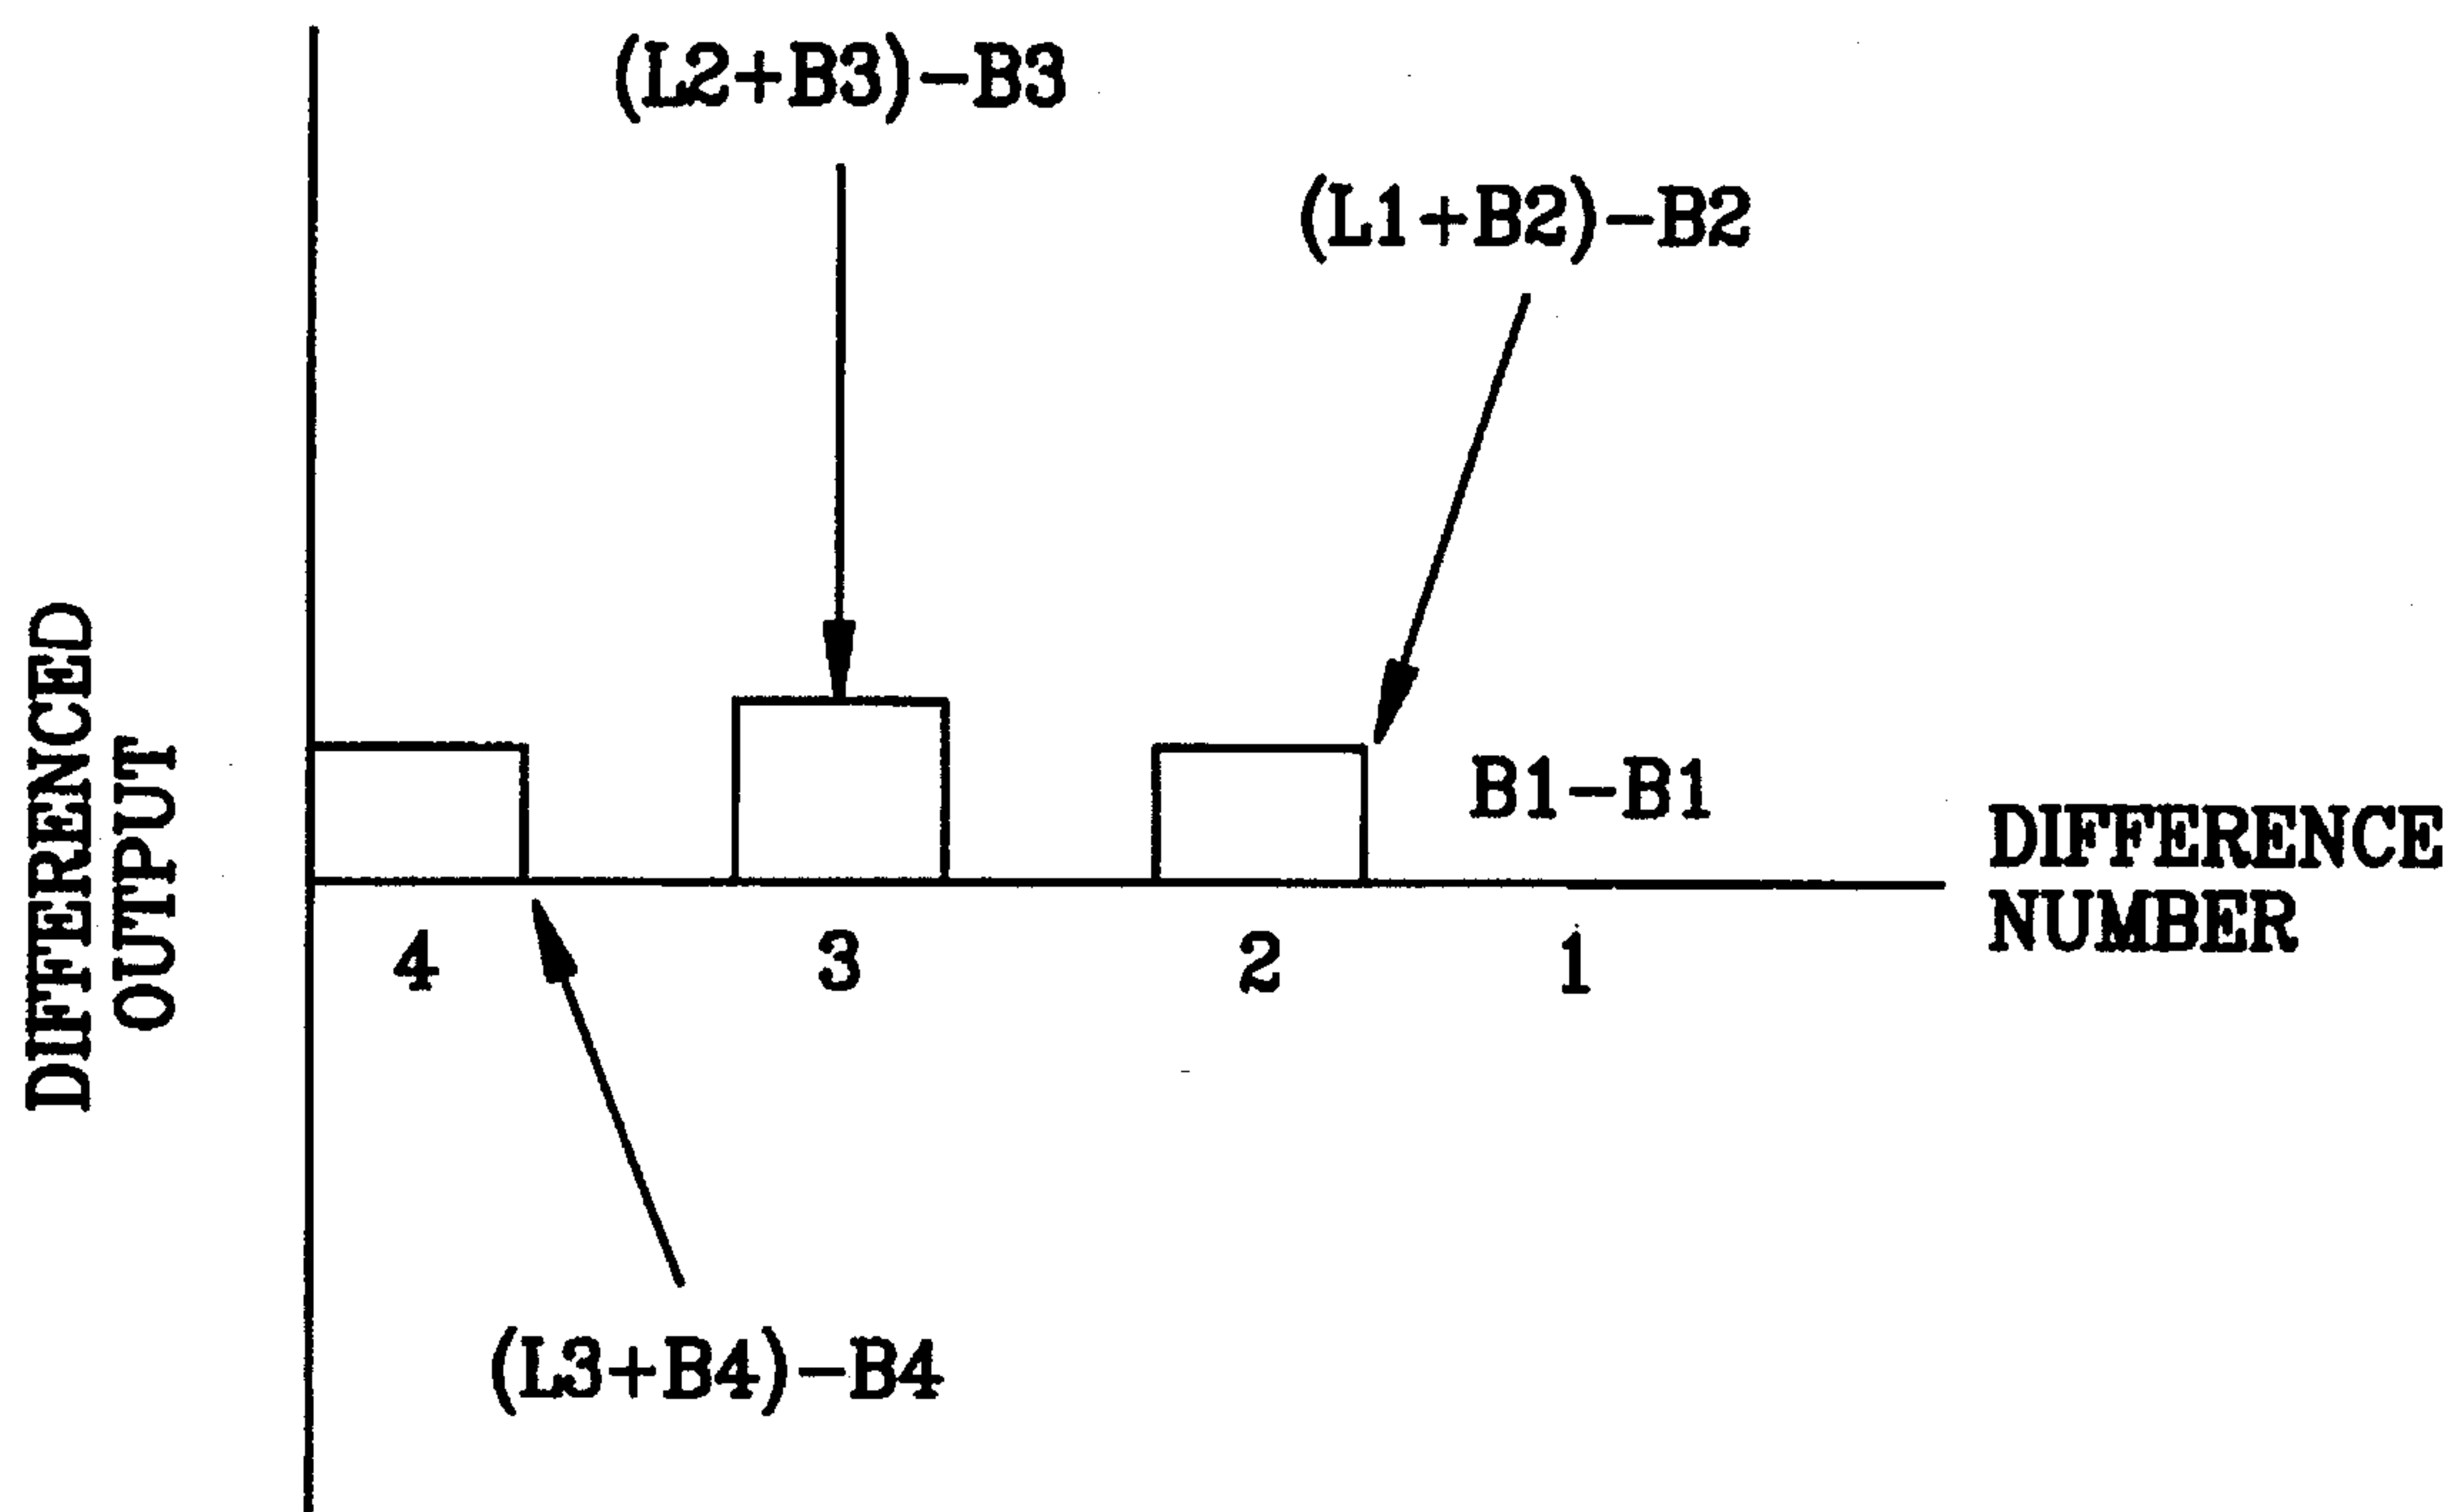 (L2+B3)-B3
(L1+B2)-B2
B1-B1
DIFFERENCE
NUMBER
DIFFERENCED
OUTPUT
4 3 2 1
(L3+B4)-B4